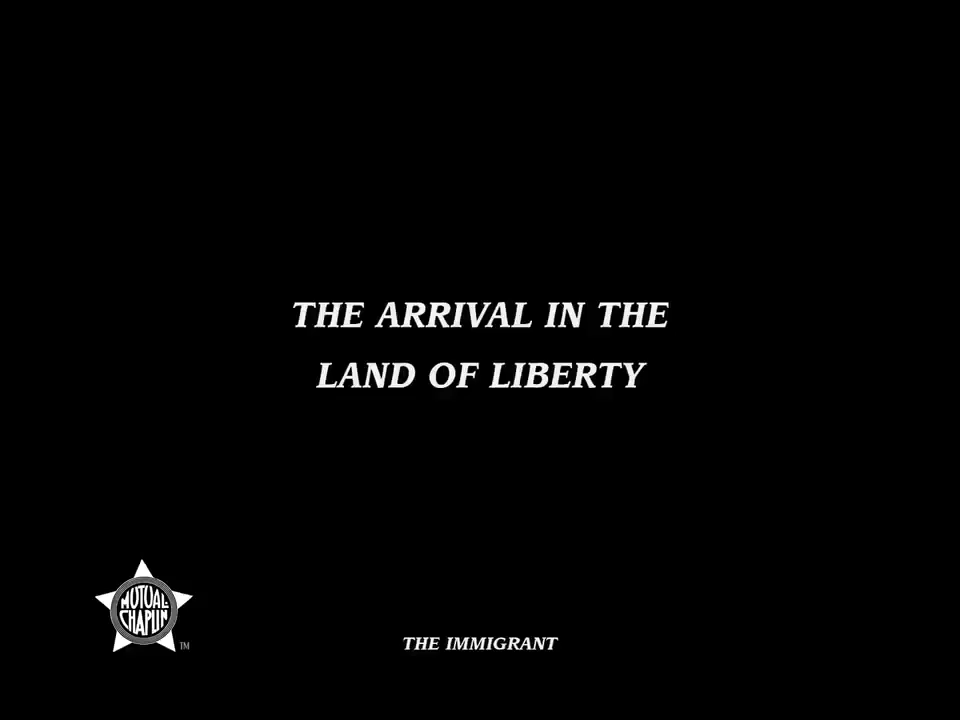 THE ARRIVAL IN THE
LAND OF LIBERTY
MUTUAL
CHAPLIN
TM
THE IMMIGRANT